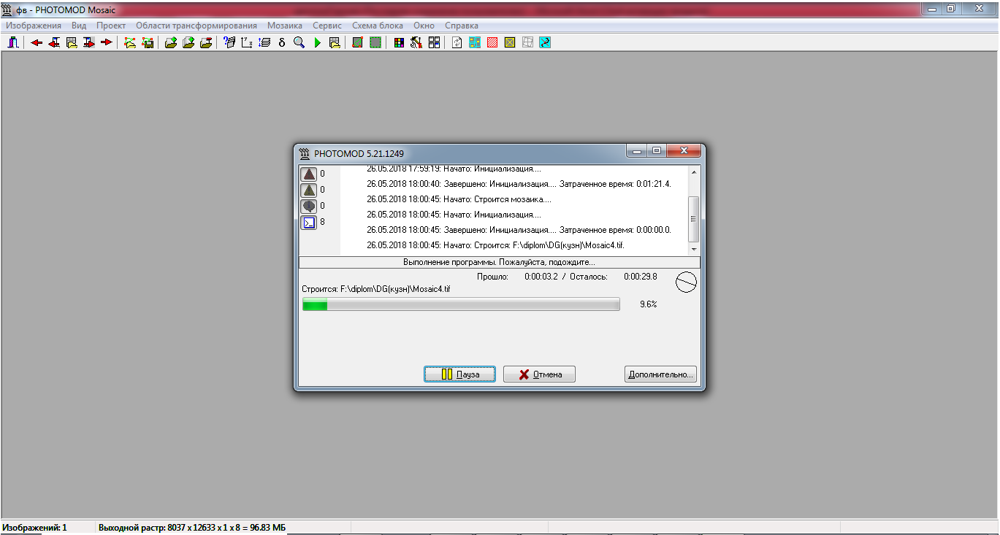 фв - PHOTOMOD Mosaic
Изображения Вид Проект Области трансформирования Мозаика Сервис Схема блока Окно Справка
PHOTOMOD 5.21.1249
0
0
0
8
26.05.2018 17:59:19: Начато: Инициализация....
26.05.2018 18:00:40: Завершено: Инициализация.... Затраченное время: 0:01:21.4.
26.05.2018 18:00:45: Начато: Строится мозаика....
26.05.2018 18:00:45: Начато: Инициализация....
26.05.2018 18:00:45: Завершено: Инициализация.... Затраченное время: 0:00:00.0.
26.05.2018 18:00:45: Начато: Строится: F:\diplom\DG(кузн)\Mosaic4.tif.
Выполнение программы. Пожалуйста, подождите...
Прошло: 0:00:03.2 / Осталось: 0:00:29.8
Строится: F:\diplom\DG(кузн)\Mosaic4.tif
9.6%
Пауза Отмена Дополнительно...
Изображений: 1 Выходной растр: 8037 x 12633 x 1 x 8 = 96.83 МБ